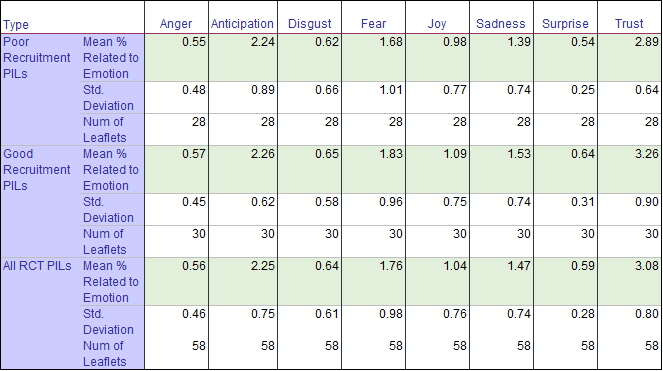 Type Anger Anticipation Disgust Fear Joy Sadness Surprise Trust
Poor Mean % 0.55 2.24 0.62 1.68 0.98 1.39 0.54 2.89
Recruitment Related to
PILs Emotion
Std. 0.48 0.89 0.66 1.01 0.77 0.74 0.25 0.64
Deviation
Num of 28 28 28 28 28 28 28 28
Leaflets
Good Mean % 0.57 2.26 0.65 1.83 1.09 1.53 0.64 3.26
Recruitment Related to
PILs Emotion
Std. 0.45 0.62 0.58 0.96 0.75 0.74 0.31 0.90
Deviation
Num of 30 30 30 30 30 30 30 30
Leaflets
All RCT PILs Mean % 0.56 2.25 0.64 1.76 1.04 1.47 0.59 3.08
Related to
Emotion
Std. 0.46 0.75 0.61 0.98 0.76 0.74 0.28 0.80
Deviation
Num of 58 58 58 58 58 58 58 58
Leaflets